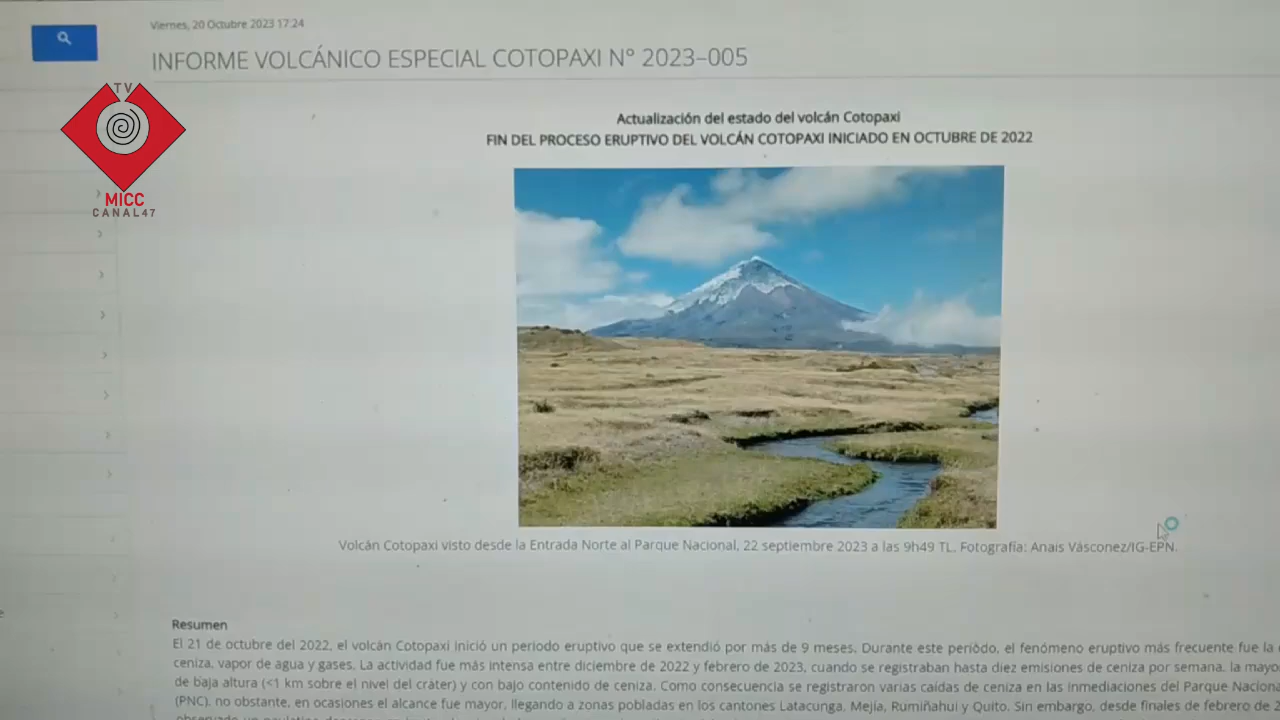 Viernes, 20 Octubre 2023 17:24
INFORME VOLCÁNICO ESPECIAL COTOPAXI N° 2023-005
TV
MICC
CANAL47
Actualización del estado del volcán Cotopaxi
FIN DEL PROCESO ERUPTIVO DEL VOLCÁN COTOPAXI INICIADO EN OCTUBRE DE 2022
Volcán Cotopaxi visto desde la Entrada Norte al Parque Nacional, 22 septiembre 2023 a las 9h49 TL. Fotografía: Anais Vásconez/IG-EPN.
Resumen
El 21 de octubre del 2022, el volcán Cotopaxi inició un periodo eruptivo que se extendió por más de 9 meses. Durante este periodo, el fenómeno eruptivo más frecuente fue la
ceniza, vapor de agua y gases. La actividad fue más intensa entre diciembre de 2022 y febrero de 2023, cuando se registraban hasta diez emisiones de ceniza por semana, la
de baja altura (<1 km sobre el nivel del cráter) y con bajo contenido de ceniza. Como consecuencia se registraron varias caídas de ceniza en las inmediaciones del Parque
(PNC), no obstante, en ocasiones el alcance fue mayor, llegando a zonas pobladas en los cantones Latacunga, Mejía, Rumiñahui y Quito. Sin embargo, desde finales de febrero de